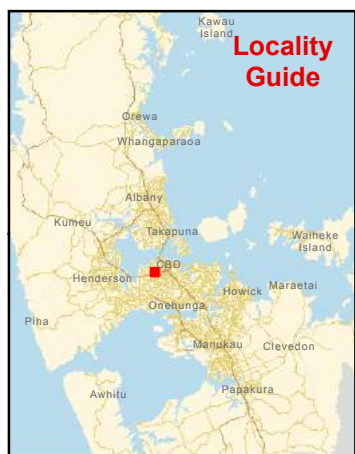 Kawau
Island
Locality
Guide
Orewa
Whangaparaoa
Albany
Kumeu
Takapuna
Waiheke
Island
CBD
Henderson
Howick
Maraetai
Onehunga
Piha
Manukau
Clevedon
Papakura
Awhitu